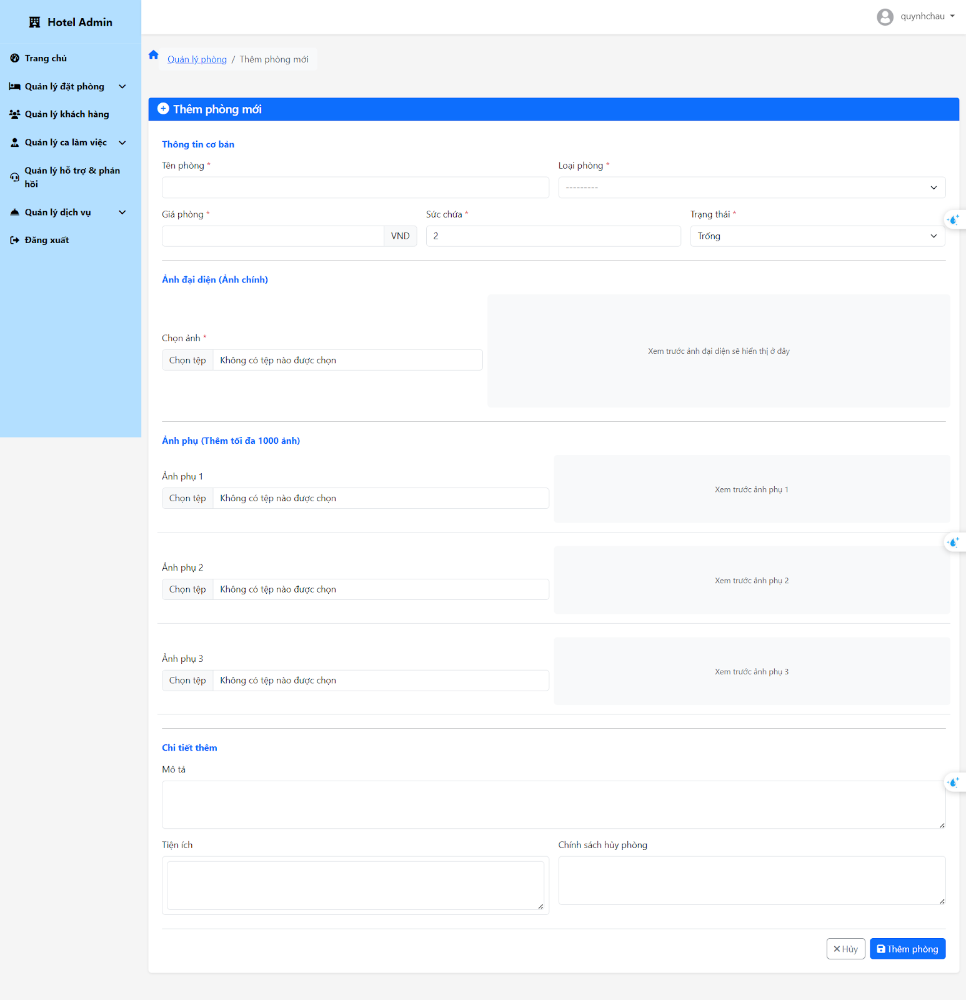 Hotel Admin
quynhchau
Trang chủ
Quản lý đặt phòng
Quản lý khách hàng
Quản lý ca làm việc
Quản lý hỗ trợ & phản
hồi
Quản lý dịch vụ
Đăng xuất
Quản lý phòng / Thêm phòng mới
Thêm phòng mới
Thông tin cơ bản
Tên phòng *
Loại phòng *
---------
Giá phòng *
Sức chứa *
Trạng thái *
VND
2
Trống
Ảnh đại diện (Ảnh chính)
Chọn ảnh *
Chọn tệp Không có tệp nào được chọn
Xem trước ảnh đại diện sẽ hiển thị ở đây
Ảnh phụ (Thêm tối đa 1000 ảnh)
Ảnh phụ 1
Chọn tệp Không có tệp nào được chọn
Xem trước ảnh phụ 1
Ảnh phụ 2
Chọn tệp Không có tệp nào được chọn
Xem trước ảnh phụ 2
Ảnh phụ 3
Chọn tệp Không có tệp nào được chọn
Xem trước ảnh phụ 3
Chi tiết thêm
Mô tả
Tiện ích
Chính sách hủy phòng
Hủy
Thêm phòng